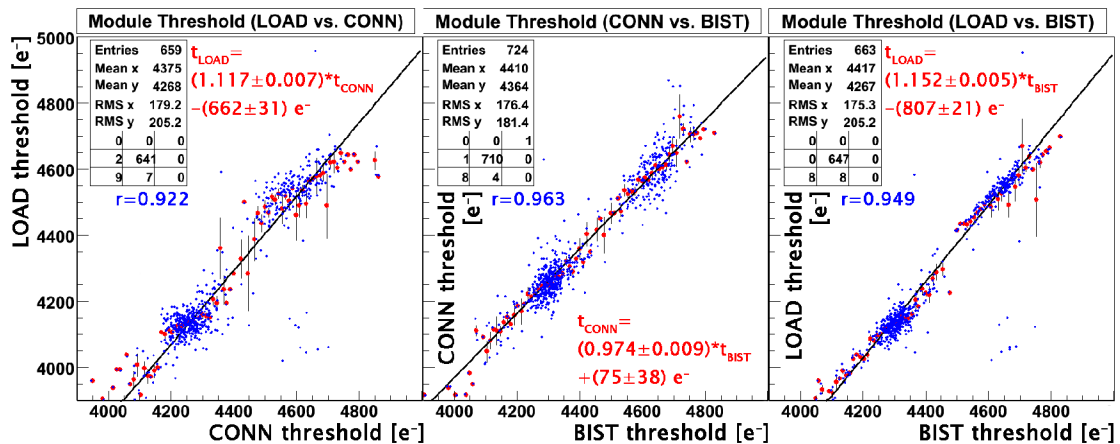 Module Threshold (LOAD vs. CONN)
LOAD threshold [e⁻]
5000
4800
4600
4400
4200
4000
Entries 659
Mean x 4375
Mean y 4268
RMS x 179.2
RMS y 205.2
0 0 0
2 641 0
9 7 0
t_LOAD=
(1.117±0.007)*t_CONN
−(662±31) e⁻
r=0.922
4000 4200 4400 4600 4800
CONN threshold [e⁻]
Module Threshold (CONN vs. BIST)
CONN threshold [e⁻]
Entries 724
Mean x 4410
Mean y 4364
RMS x 176.4
RMS y 181.4
0 0 1
1 710 0
8 4 0
r=0.963
t_CONN=
(0.974±0.009)*t_BIST
+(75±38) e⁻
4000 4200 4400 4600 4800
BIST threshold [e⁻]
Module Threshold (LOAD vs. BIST)
LOAD threshold [e⁻]
Entries 663
Mean x 4417
Mean y 4267
RMS x 175.3
RMS y 205.2
0 0 0
0 647 0
8 8 0
t_LOAD=
(1.152±0.005)*t_BIST
−(807±21) e⁻
r=0.949
4000 4200 4400 4600 4800
BIST threshold [e⁻]